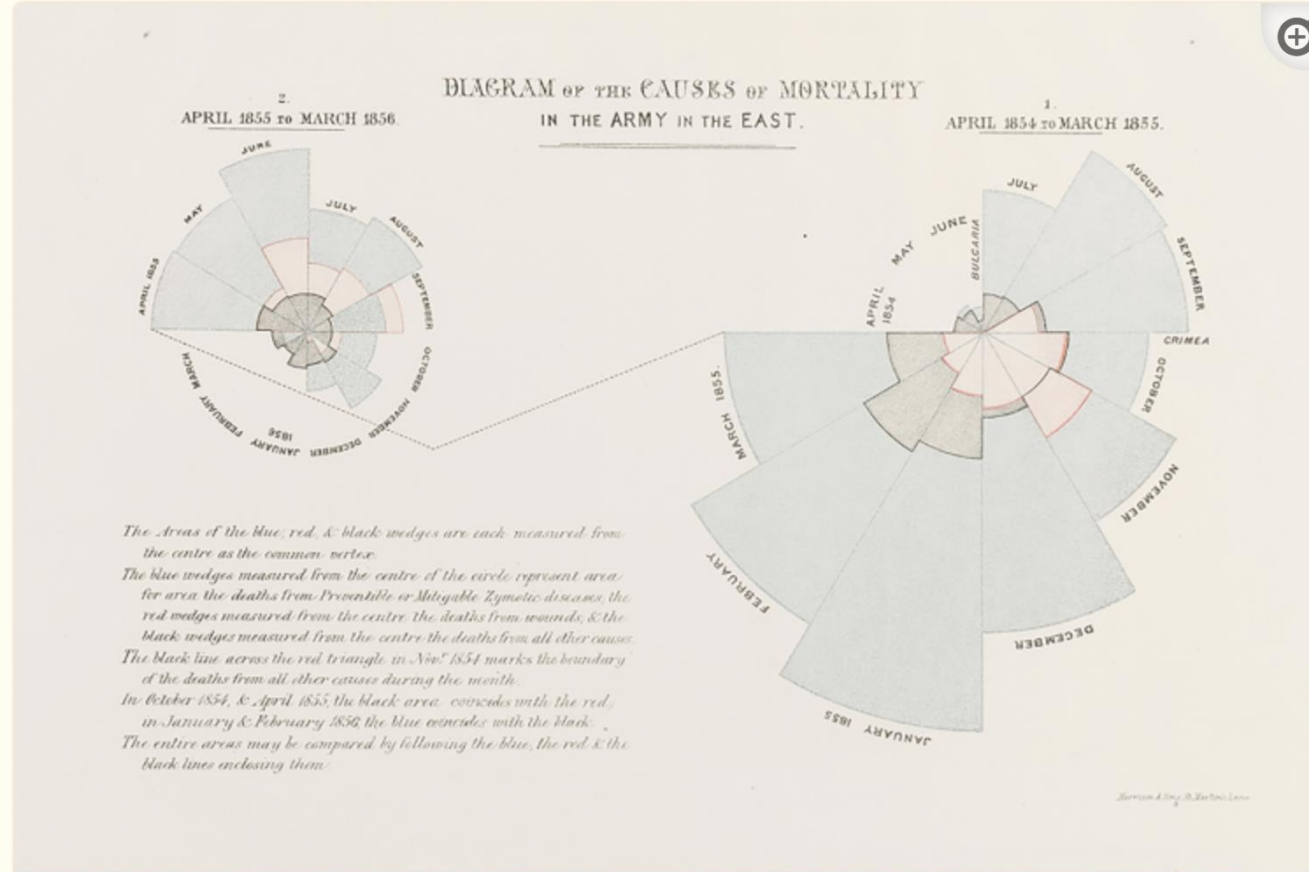 DIAGRAM OF THE CAUSES OF MORTALITY
IN THE ARMY IN THE EAST.
2.
APRIL 1855 TO MARCH 1856.
JUNE
JULY
AUGUST
SEPTEMBER
OCTOBER
NOVEMBER
DECEMBER
JANUARY
1856
FEBRUARY
MARCH
APRIL 1855
MAY
1.
APRIL 1854 TO MARCH 1855.
JULY
AUGUST
SEPTEMBER
CRIMEA
OCTOBER
NOVEMBER
DECEMBER
JANUARY 1855
FEBRUARY
MARCH 1855.
APRIL
1854
MAY
JUNE
BULGARIA
The Areas of the blue, red, & black wedges are each measured from
the centre as the common vertex.
The blue wedges measured from the centre of the circle represent area
for area the deaths from Preventible or Mitigable Zymotic diseases, the
red wedges measured from the centre the deaths from wounds, & the
black wedges measured from the centre the deaths from all other causes.
The black line across the red triangle in Novr. 1854 marks the boundary
of the deaths from all other causes during the month.
In October 1854, & April 1855, the black area coincides with the red,
in January & February 1856, the blue coincides with the black.
The entire areas may be compared by following the blue, the red & the
black lines enclosing them.
Harrison & Sons, St. Martin's Lane